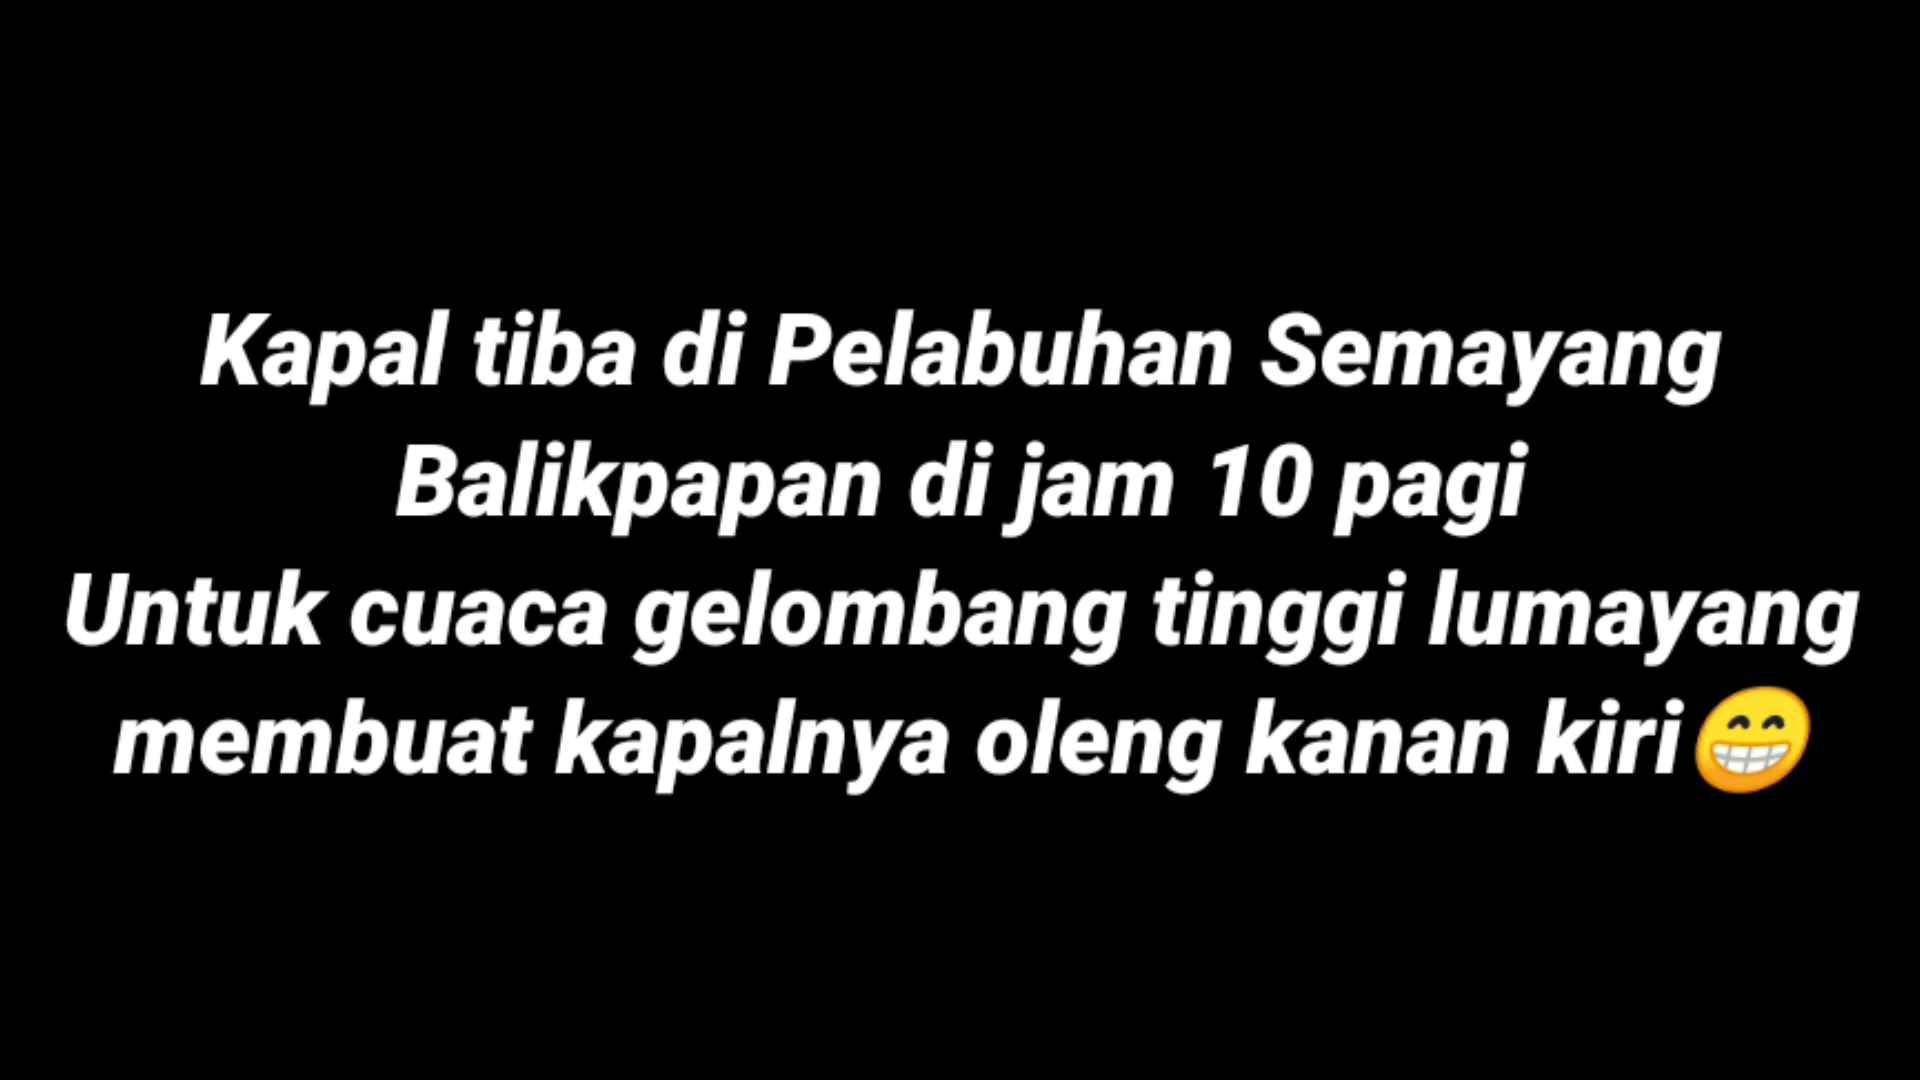 Kapal tiba di Pelabuhan Semayang
Balikpapan di jam 10 pagi
Untuk cuaca gelombang tinggi lumayang
membuat kapalnya oleng kanan kiri😁